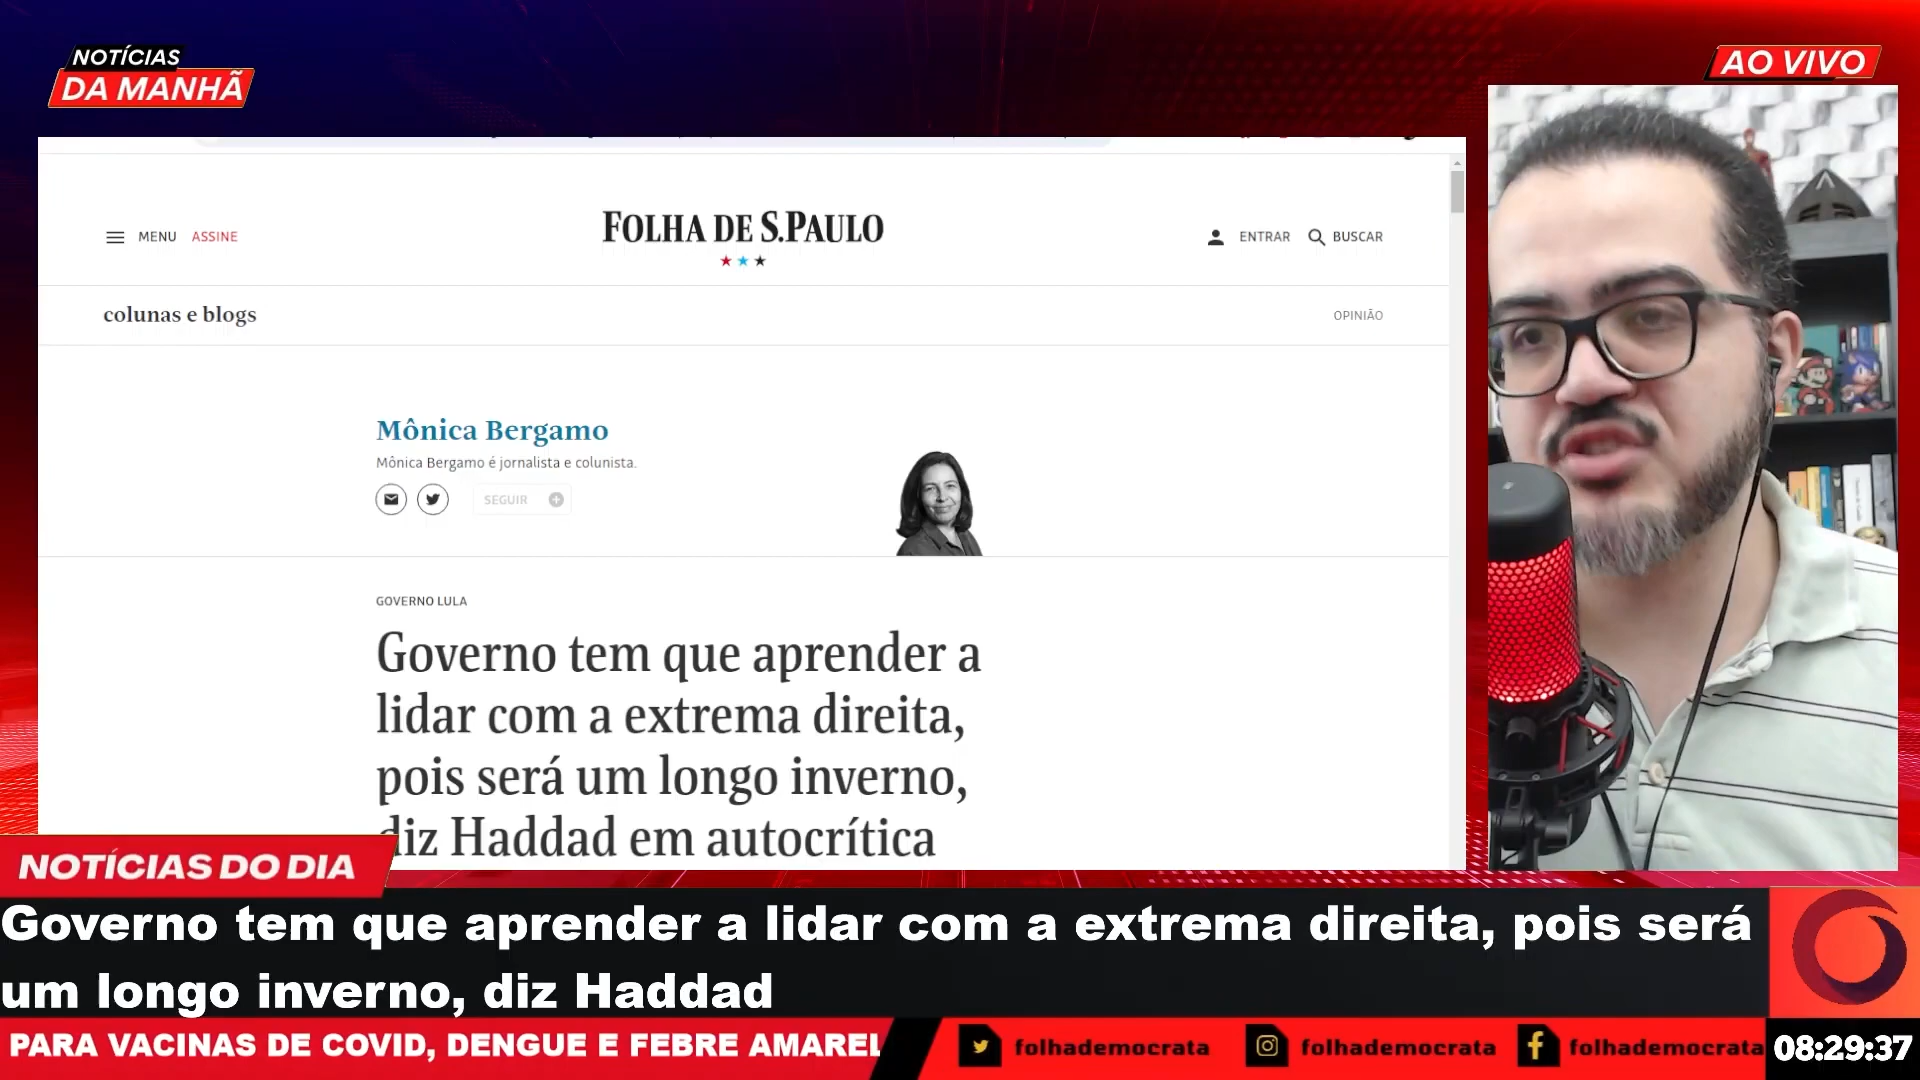 NOTÍCIAS
DA MANHÃ
AO VIVO
MENU ASSINE
FOLHA DE S.PAULO
ENTRAR BUSCAR
colunas e blogs
OPINIÃO
Mônica Bergamo
Mônica Bergamo é jornalista e colunista.
SEGUIR
GOVERNO LULA
Governo tem que aprender a
lidar com a extrema direita,
pois será um longo inverno,
diz Haddad em autocrítica
NOTÍCIAS DO DIA
Governo tem que aprender a lidar com a extrema direita, pois será
um longo inverno, diz Haddad
PARA VACINAS DE COVID, DENGUE E FEBRE AMAREL
folhademocrata
folhademocrata
folhademocrata
08:29:37